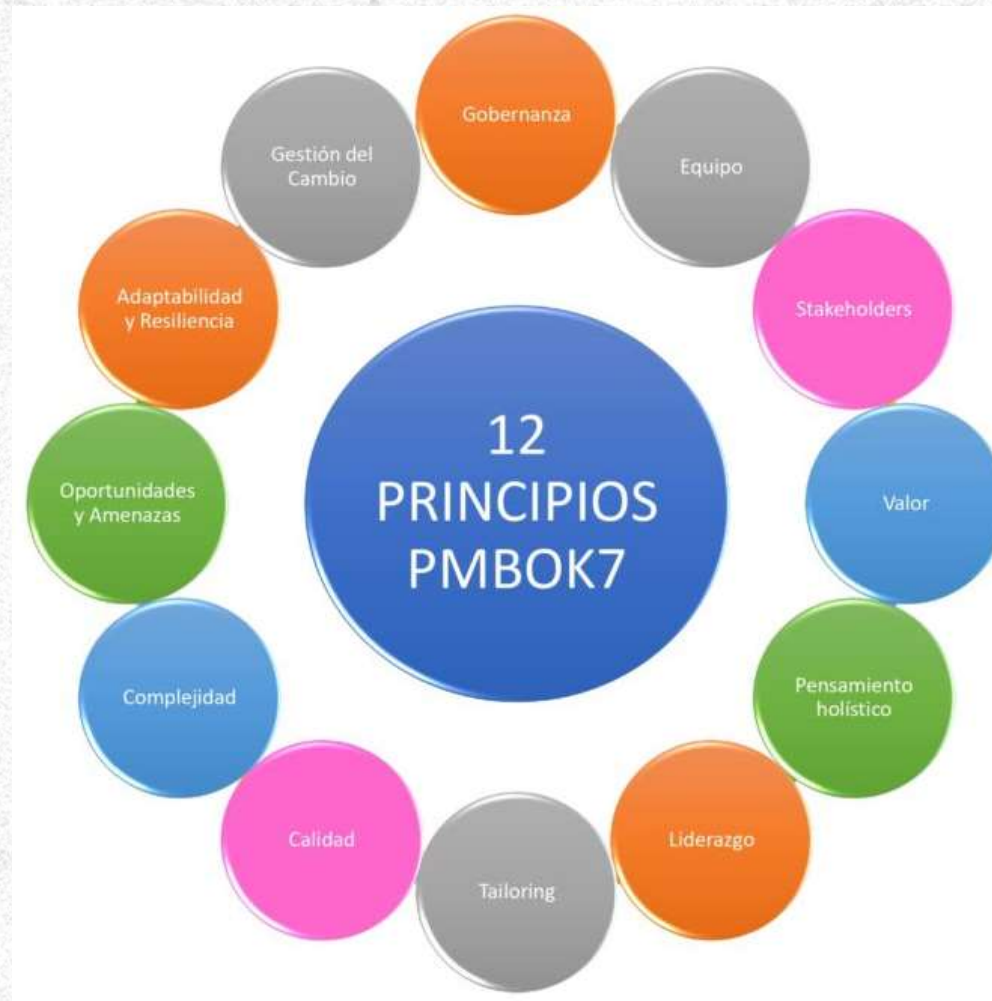 12
PRINCIPIOS
PMBOK7
Gobernanza
Equipo
Stakeholders
Valor
Pensamiento
holístico
Liderazgo
Tailoring
Calidad
Complejidad
Oportunidades
y Amenazas
Adaptabilidad
y Resiliencia
Gestión del
Cambio